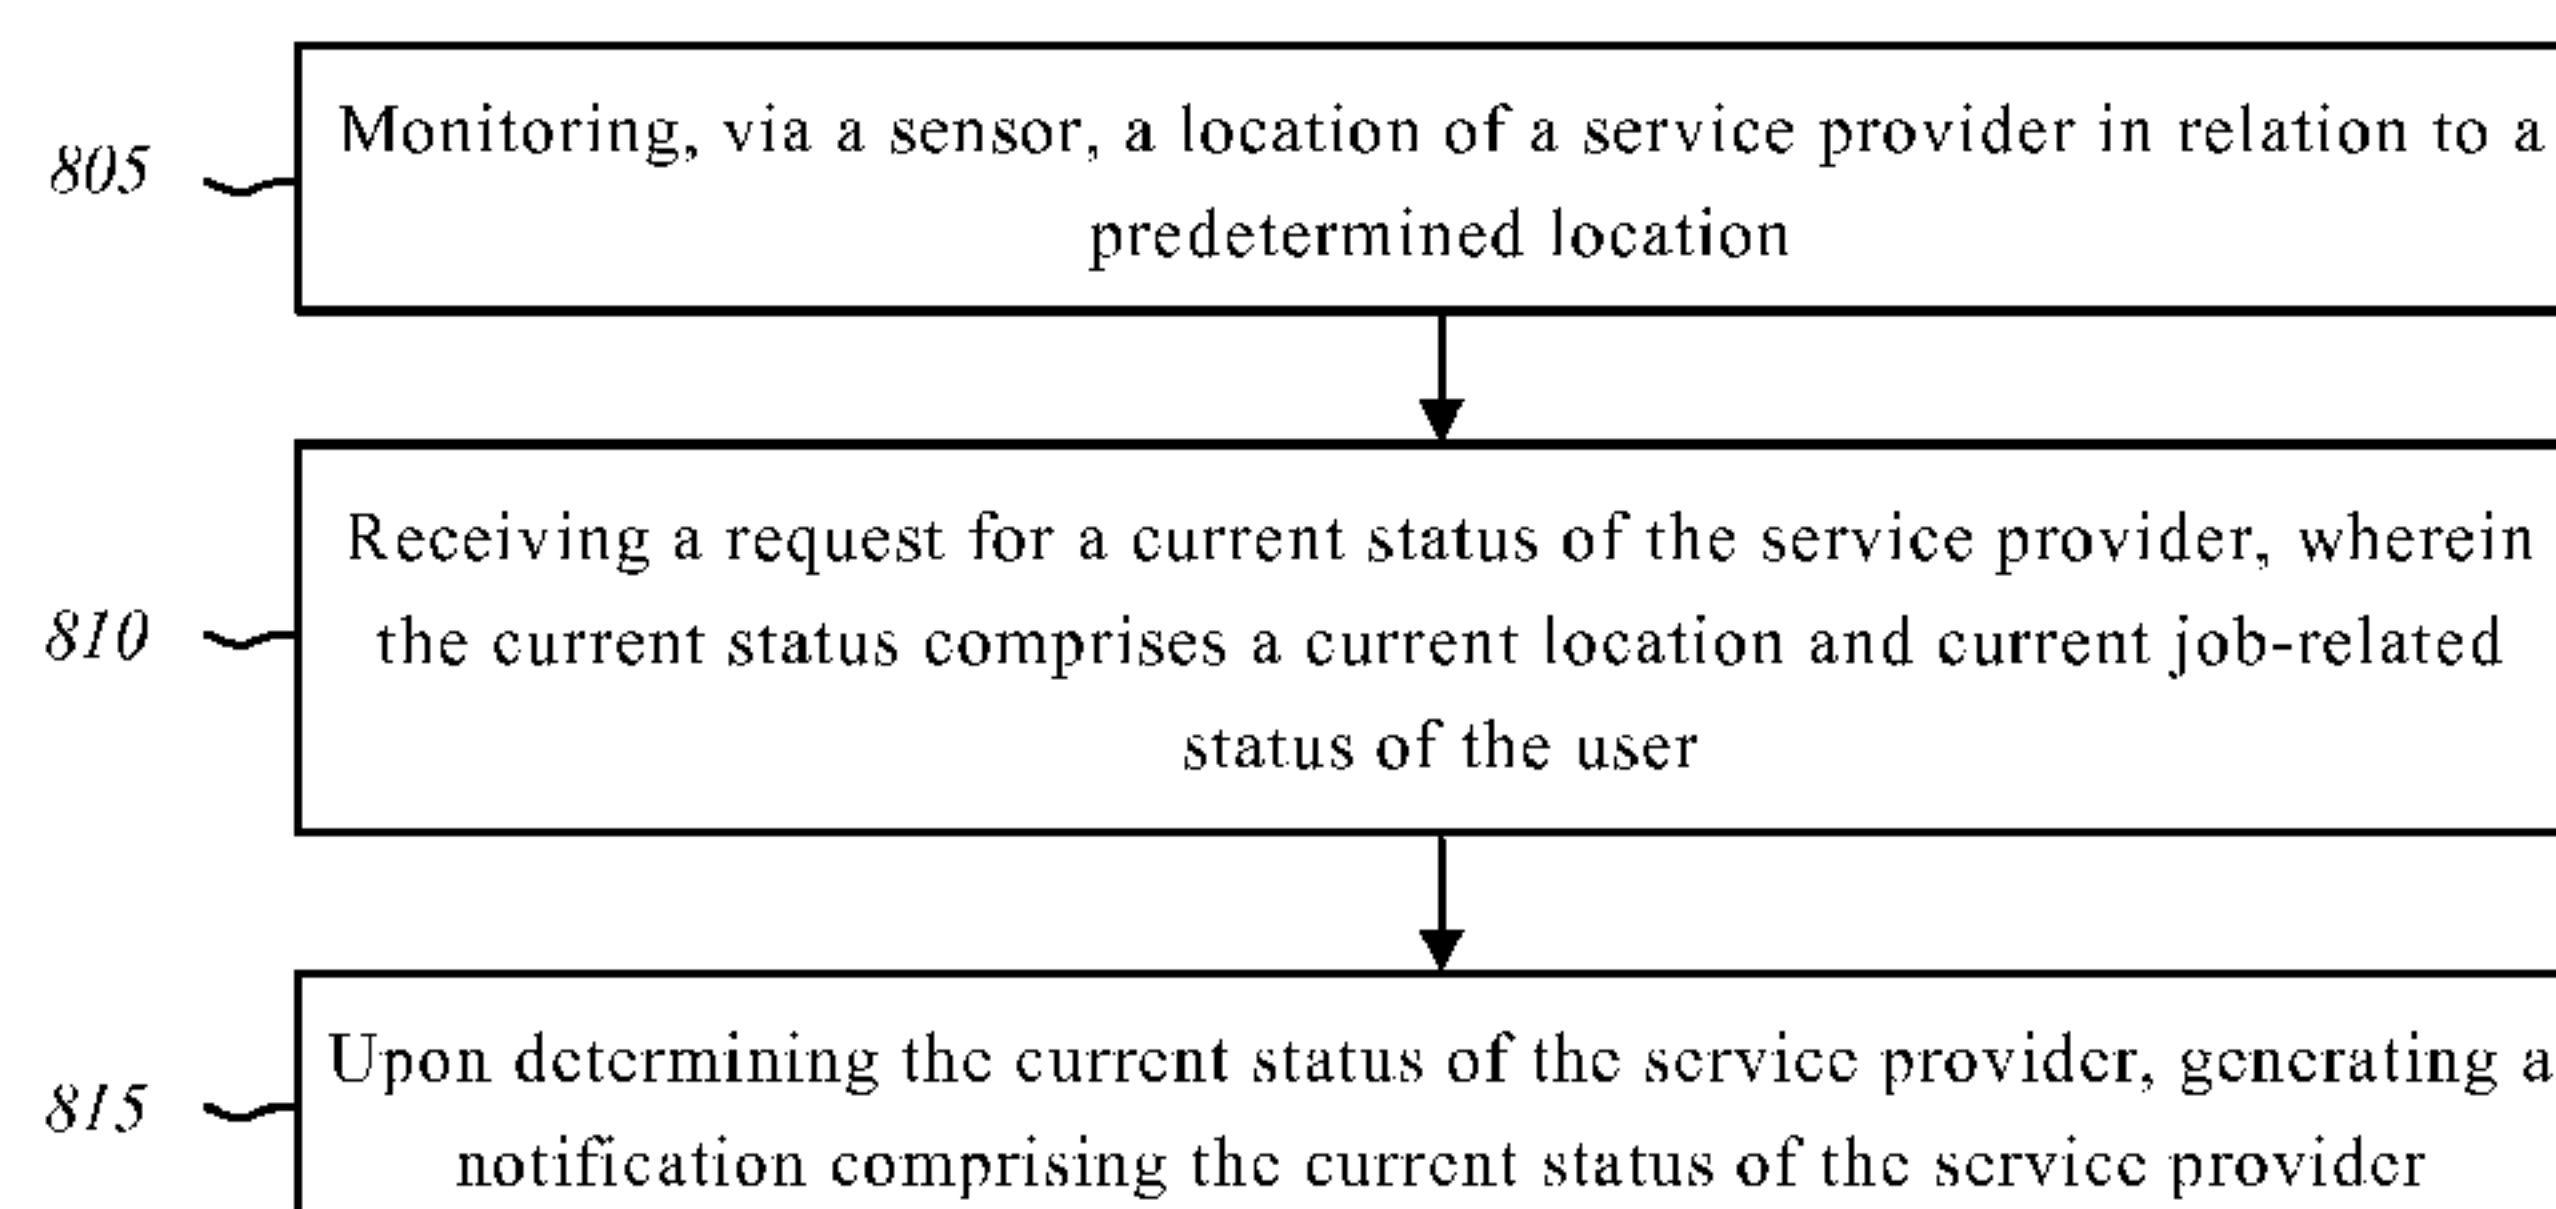 805
Monitoring, via a sensor, a location of a service provider in relation to a
predetermined location
810
Receiving a request for a current status of the service provider, wherein
the current status comprises a current location and current job-related
status of the user
815
Upon determining the current status of the service provider, generating a
notification comprising the current status of the service provider